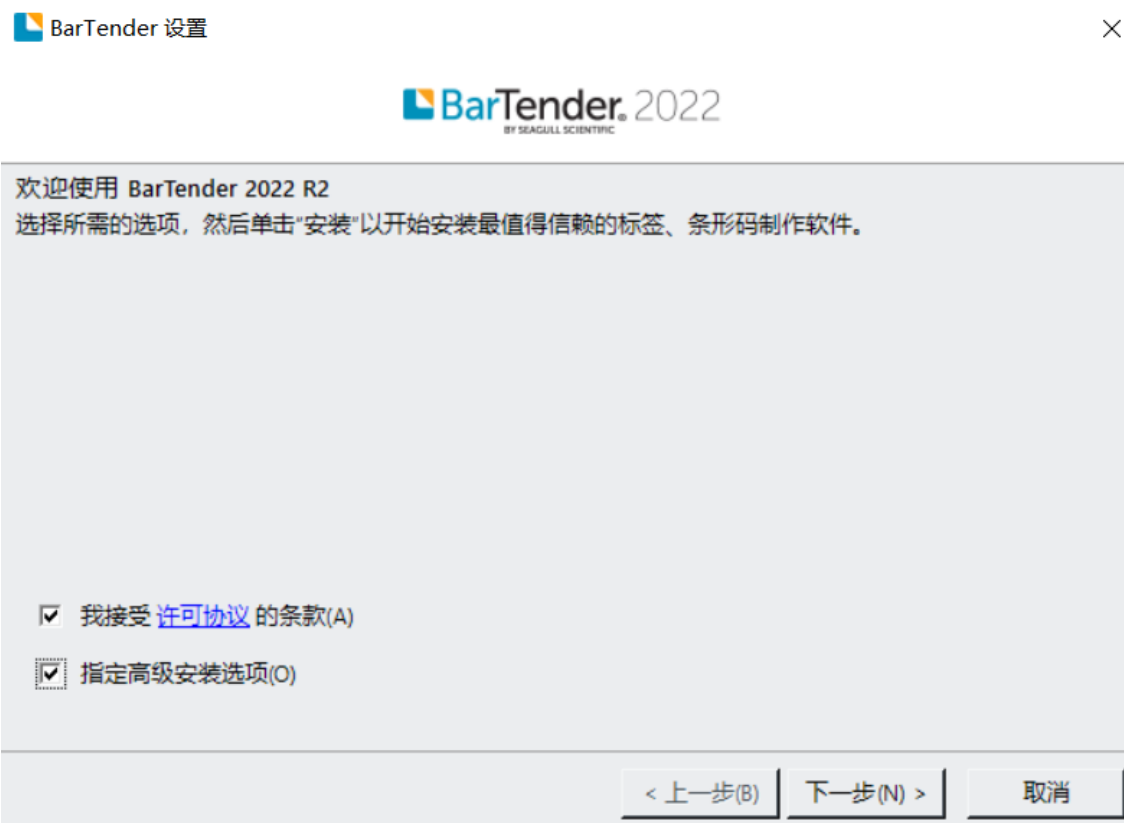 BarTender 设置
BarTender® 2022
BY SEAGULL SCIENTIFIC
欢迎使用 BarTender 2022 R2
选择所需的选项，然后单击“安装”以开始安装最值得信赖的标签、条形码制作软件。
我接受 许可协议 的条款(A)
指定高级安装选项(O)
< 上一步(B) 下一步(N) > 取消